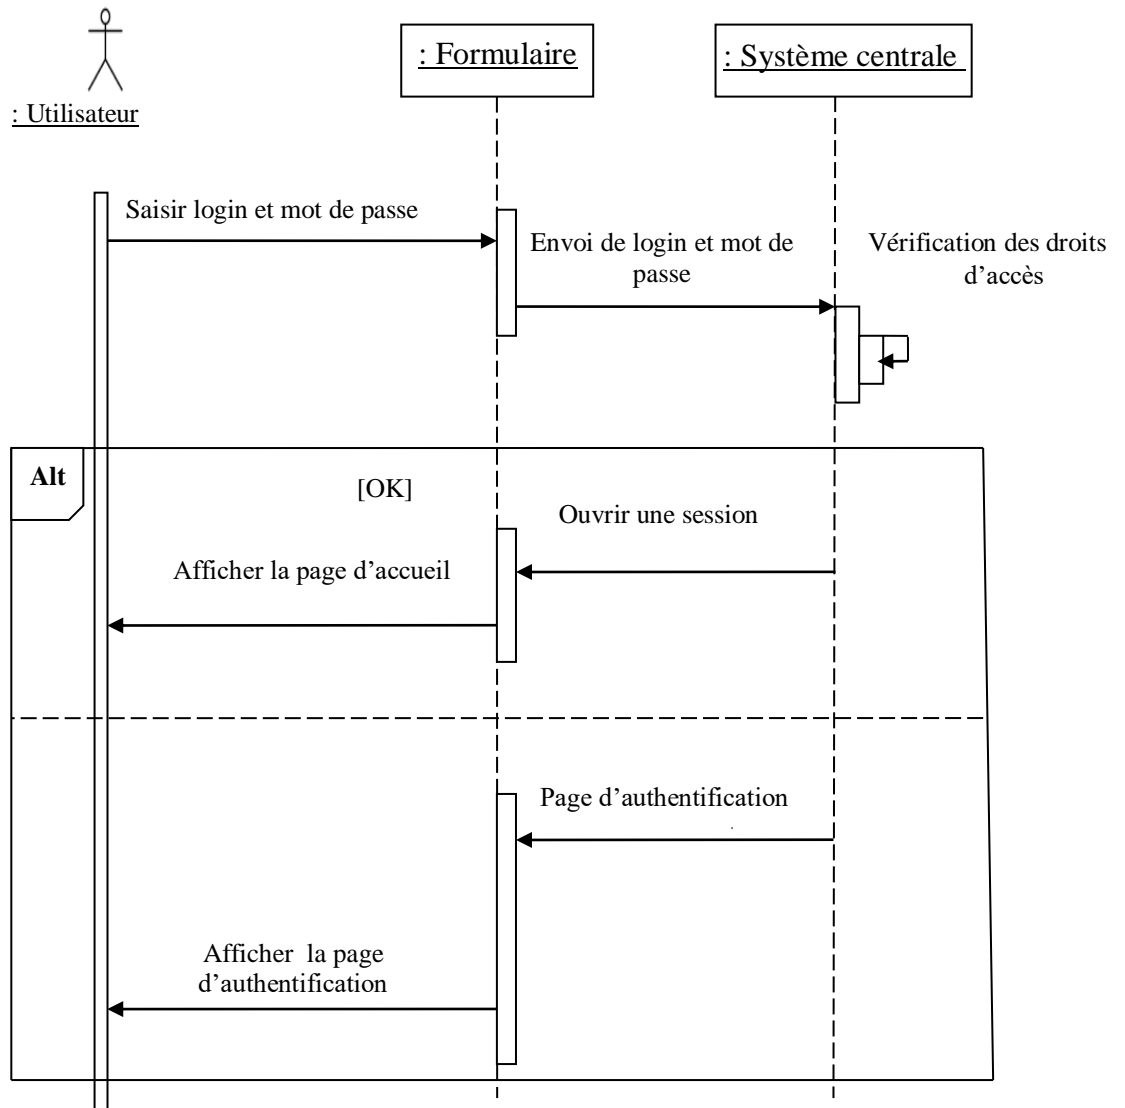 : Utilisateur
: Formulaire
: Système centrale
Saisir login et mot de passe
Envoi de login et mot de
passe
Vérification des droits
d’accès
Alt
[OK]
Ouvrir une session
Afficher la page d’accueil
Page d’authentification
Afficher  la page
d’authentification